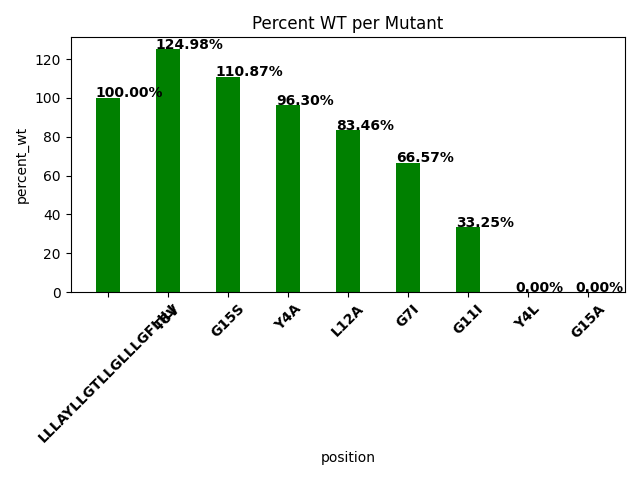 Percent WT per Mutant
percent_wt
120
100
80
60
40
20
0
100.00%
124.98%
110.87%
96.30%
83.46%
66.57%
33.25%
0.00%
0.00%
G15S
Y4A
L12A
G7I
G11I
Y4L
G15A
position